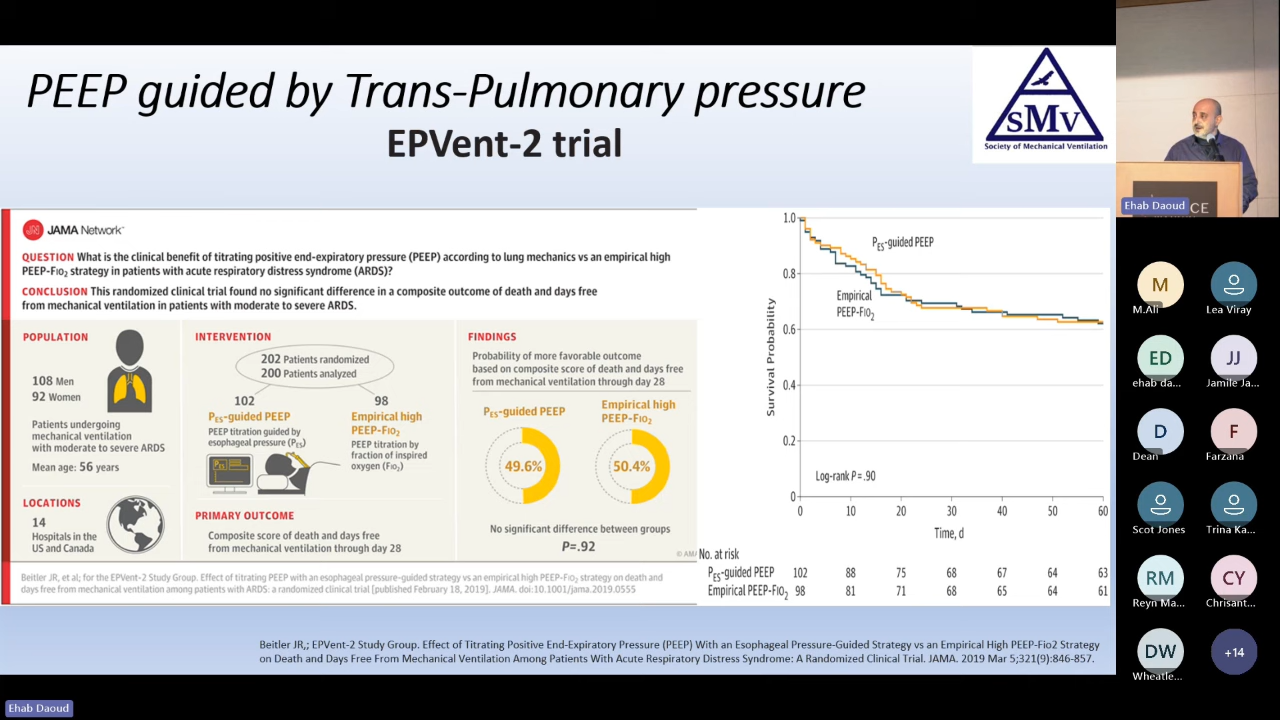 PEEP guided by Trans-Pulmonary pressure
EPVent-2 trial
SMV
Society of Mechanical Ventilation
JAMA Network
QUESTION What is the clinical benefit of titrating positive end-expiratory pressure (PEEP) according to lung mechanics vs an empirical high
PEEP-FIO2 strategy in patients with acute respiratory distress syndrome (ARDS)?
CONCLUSION This randomized clinical trial found no significant difference in a composite outcome of death and days free
from mechanical ventilation in patients with moderate to severe ARDS.
POPULATION
108 Men
92 Women
Patients undergoing
mechanical ventilation
with moderate to severe ARDS
Mean age: 56 years
LOCATIONS
14
Hospitals in the
US and Canada
INTERVENTION
202 Patients randomized
200 Patients analyzed
102
PES-guided PEEP
PEEP titration guided by
esophageal pressure (PES)
98
Empirical high
PEEP-FIO2
PEEP titration by
fraction of inspired
oxygen (FIO2)
PRIMARY OUTCOME
Composite score of death and days free
from mechanical ventilation through day 28
FINDINGS
Probability of more favorable outcome
based on composite score of death and days free
from mechanical ventilation through day 28
PES-guided PEEP
49.6%
Empirical high
PEEP-FIO2
50.4%
No significant difference between groups
P=.92
© AMA
Beitler JR, et al; for the EPVent-2 Study Group. Effect of titrating PEEP with an esophageal pressure-guided strategy vs an empirical high PEEP-FIO2 strategy on death and
days free from mechanical ventilation among patients with ARDS: a randomized clinical trial [published February 18, 2019]. JAMA. doi:10.1001/jama.2019.0555
Survival Probability
1.0
0.8
0.6
0.4
0.2
0
PES-guided PEEP
Empirical
PEEP-FIO2
Log-rank P=.90
0 10 20 30 40 50 60
Time, d
No. at risk
PES-guided PEEP 102 88 75 68 67 64 63
Empirical PEEP-FIO2 98 81 71 68 65 64 61
Beitler JR,; EPVent-2 Study Group. Effect of Titrating Positive End-Expiratory Pressure (PEEP) With an Esophageal Pressure-Guided Strategy vs an Empirical High PEEP-Fio2 Strategy
on Death and Days Free From Mechanical Ventilation Among Patients With Acute Respiratory Distress Syndrome: A Randomized Clinical Trial. JAMA. 2019 Mar 5;321(9):846-857.
Ehab Daoud
CE
Ehab Daoud
M
M.Ali
Lea Viray
ED
ehab da...
JJ
Jamile Ja...
D
Dean
F
Farzana
Scot Jones
Trina Ka...
RM
Reyn Ma...
CY
Chrisant...
DW
Wheatle...
+14